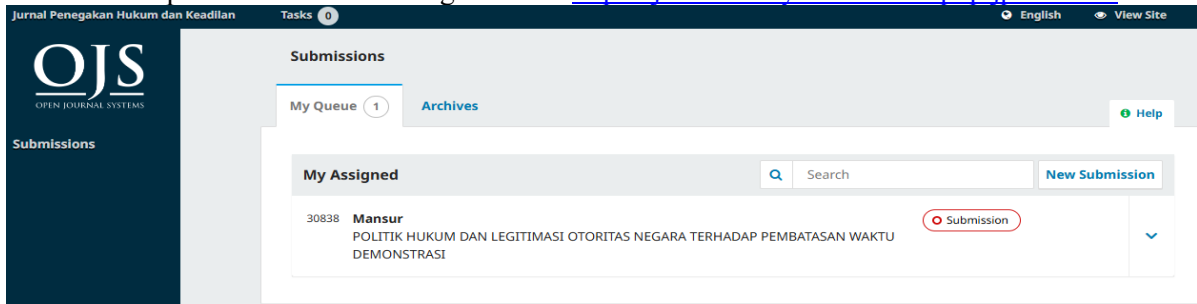 Jurnal Penegakan Hukum dan Keadilan Tasks 0 English View Site
OJS
OPEN JOURNAL SYSTEMS
Submissions
Submissions
My Queue 1 Archives
Help
My Assigned Search New Submission
30838 Mansur Submission
POLITIK HUKUM DAN LEGITIMASI OTORITAS NEGARA TERHADAP PEMBATASAN WAKTU
DEMONSTRASI